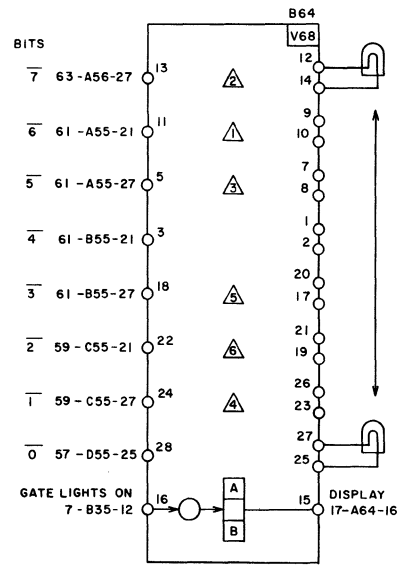 B64
BITS
V68
12
7 63-A56-27 13
2
14
9
6 61-A55-21 11
1
10
7
5 61-A55-27 5
3
8
1
4 61-B55-21 3
2
20
3 61-B55-27 18
5
17
21
2 59-C55-21 22
6
19
26
1 59-C55-27 24
4
23
27
0 57-D55-25 28
25
GATE LIGHTS ON A DISPLAY
7-B35-12 16 15 17-A64-16
B